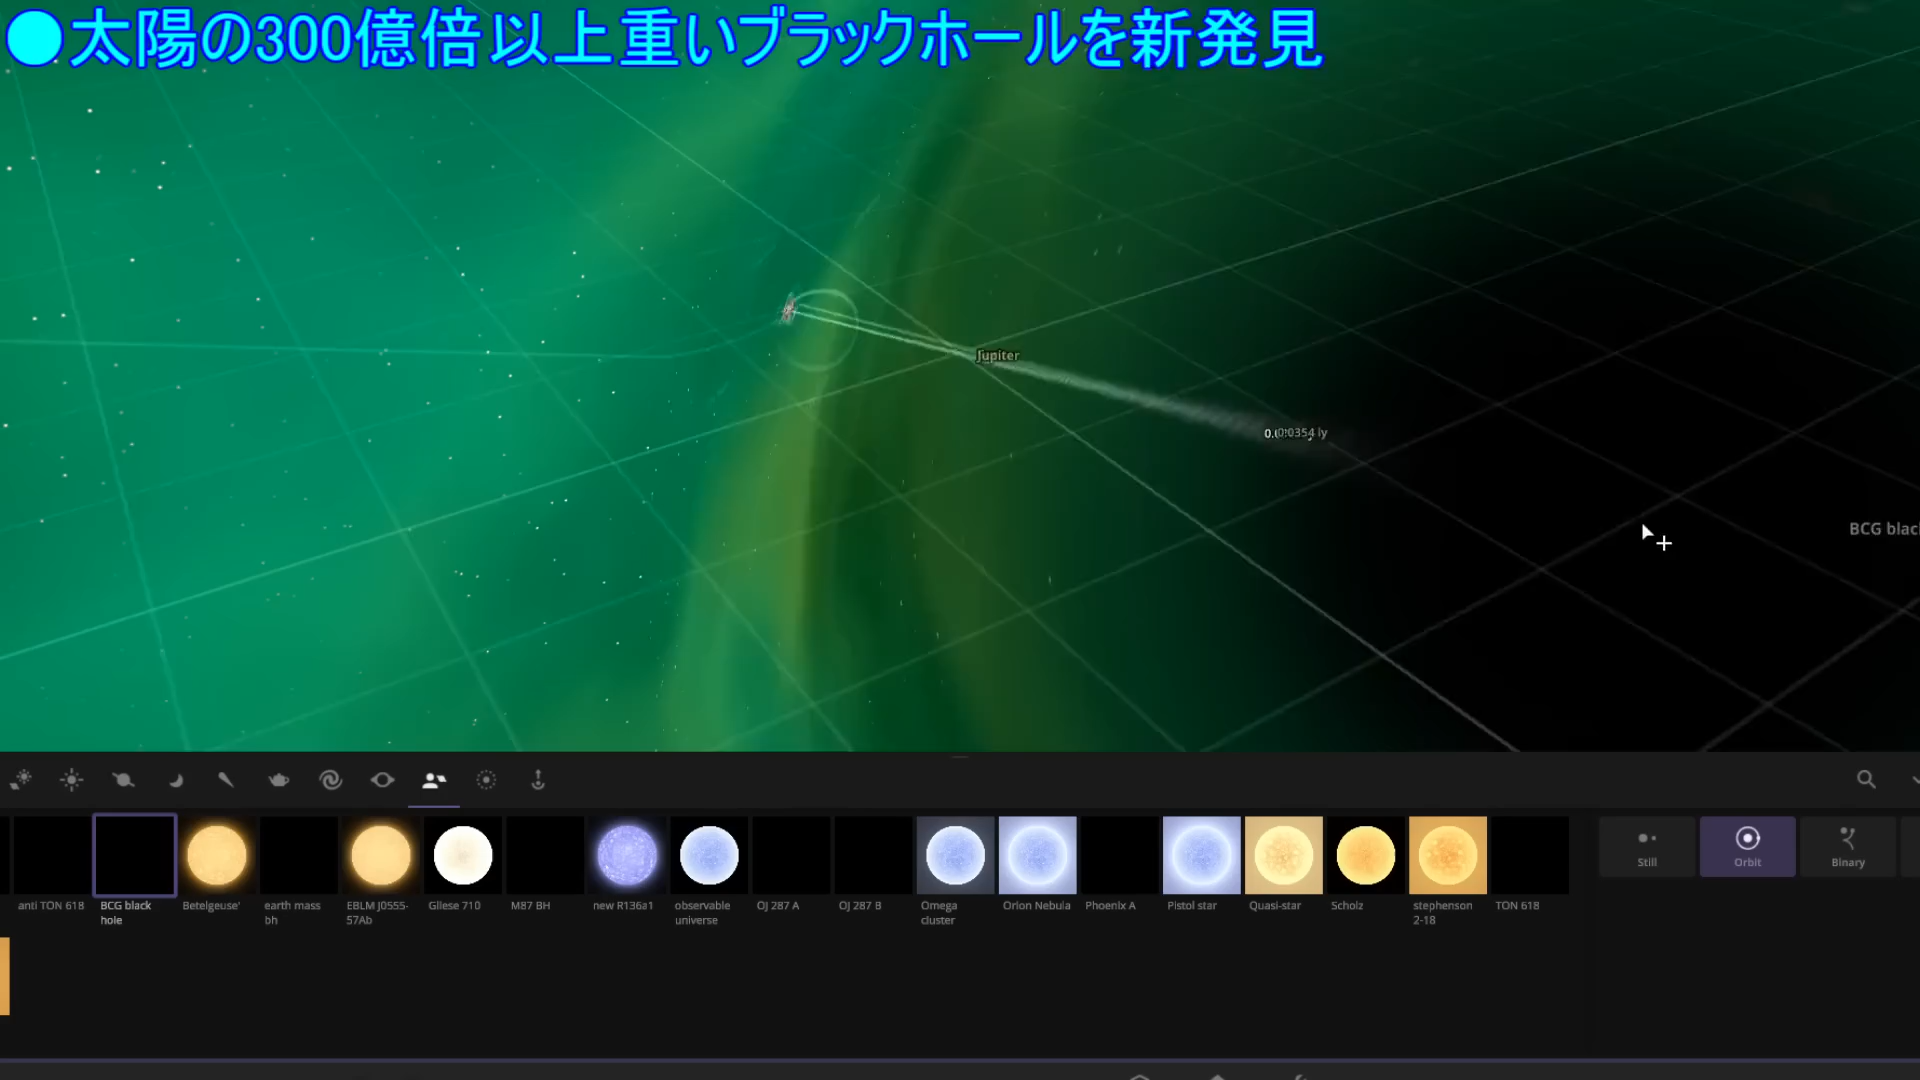 ●太陽の300億倍以上重いブラックホールを新発見
Jupiter
0.00354 ly
BCG blac
anti TON 618
BCG black
hole
Betelgeuse'
earth mass
bh
EBLM J0555-
57Ab
Gliese 710
M87 BH
new R136a1
observable
universe
OJ 287 A
OJ 287 B
Omega
cluster
Orion Nebula
Phoenix A
Pistol star
Quasi-star
Scholz
stephenson
2-18
TON 618
Still
Orbit
Binary